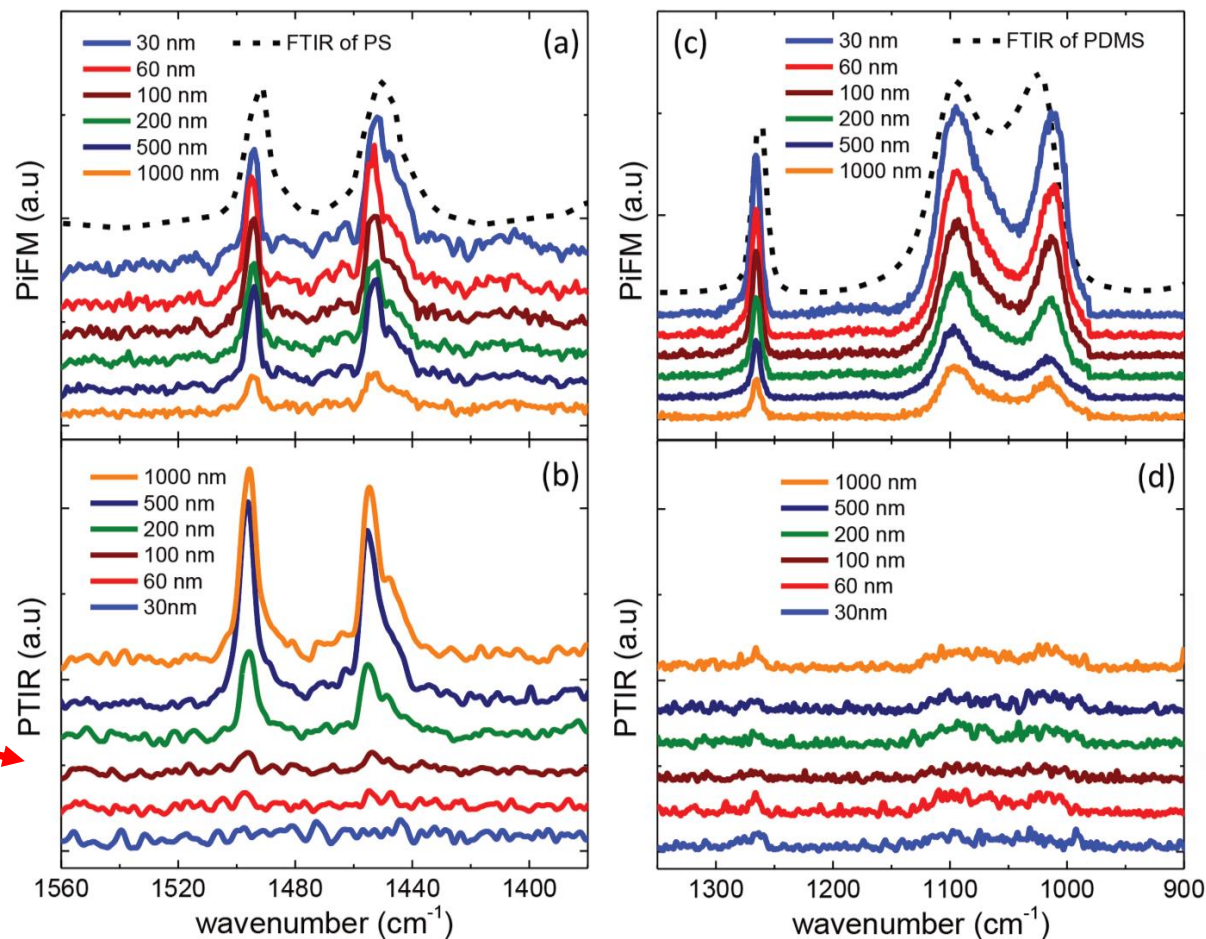 (a)
30 nm
60 nm
100 nm
200 nm
500 nm
1000 nm
FTIR of PS
PiFM (a.u)
(c)
30 nm
60 nm
100 nm
200 nm
500 nm
1000 nm
FTIR of PDMS
PiFM (a.u)
(b)
1000 nm
500 nm
200 nm
100 nm
60 nm
30nm
PTIR (a.u)
1560 1520 1480 1440 1400
wavenumber (cm⁻¹)
(d)
1000 nm
500 nm
200 nm
100 nm
60 nm
30nm
PTIR (a.u)
1300 1200 1100 1000 900
wavenumber (cm⁻¹)